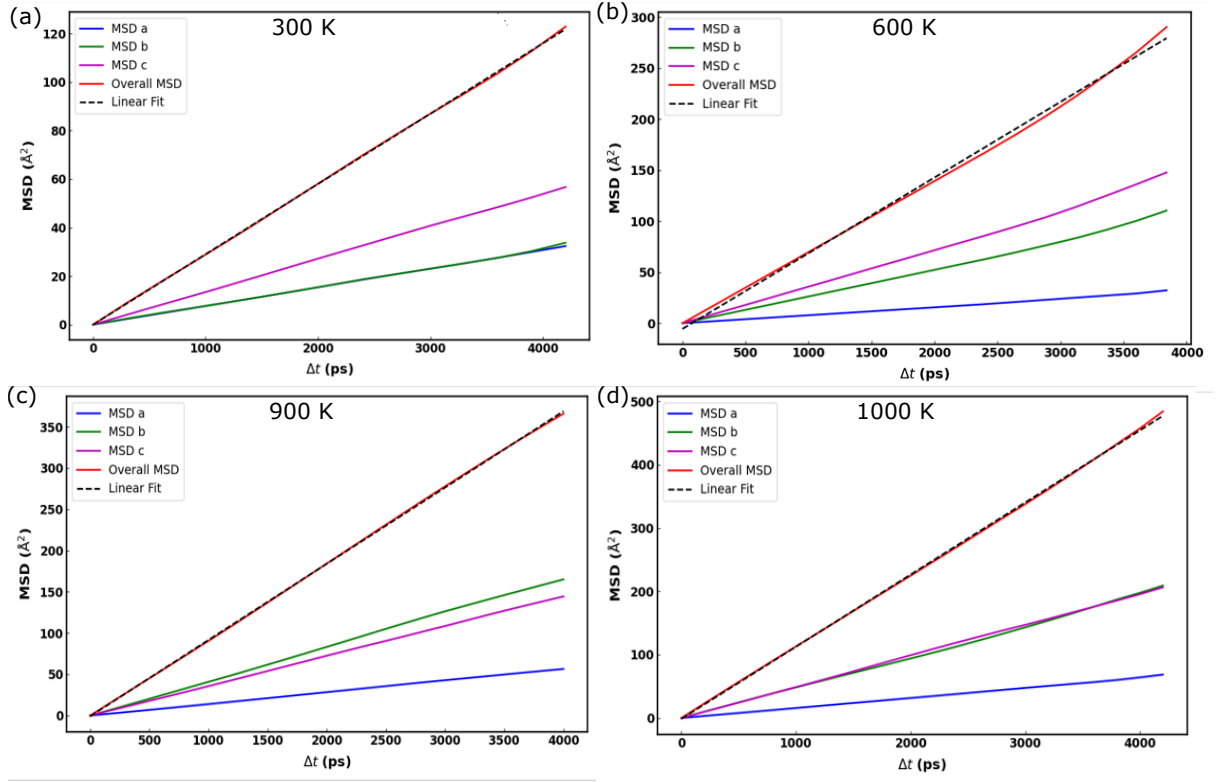 (a)
300 K
MSD a
MSD b
MSD c
Overall MSD
Linear Fit
120
100
80
60
40
20
0
MSD (Å²)
0 1000 2000 3000 4000
Δt (ps)
(b)
600 K
MSD a
MSD b
MSD c
Overall MSD
Linear Fit
300
250
200
150
100
50
0
MSD (Å²)
0 500 1000 1500 2000 2500 3000 3500 4000
Δt (ps)
(c)
900 K
MSD a
MSD b
MSD c
Overall MSD
Linear Fit
350
300
250
200
150
100
50
0
MSD (Å²)
0 500 1000 1500 2000 2500 3000 3500 4000
Δt (ps)
(d)
1000 K
MSD a
MSD b
MSD c
Overall MSD
Linear Fit
500
400
300
200
100
0
MSD (Å²)
0 1000 2000 3000 4000
Δt (ps)